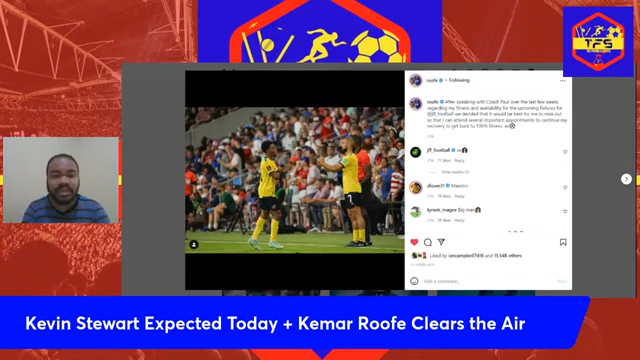 TFS
roofe • Following
roofe After speaking with Coach Paul over the last few weeks
regarding my fitness and availability for the upcoming fixtures for
@jff_football we decided that it would be best for me to miss out
so that I can attend several important appointments to continue my
recovery to get back to 100% fitness.
jff_football
Reply
Reply
Maestro
Reply
tyreek_magee Big man
Reply
Liked by iancampbell7416 and 11,548 others
Add a comment...
Kevin Stewart Expected Today + Kemar Roofe Clears the Air